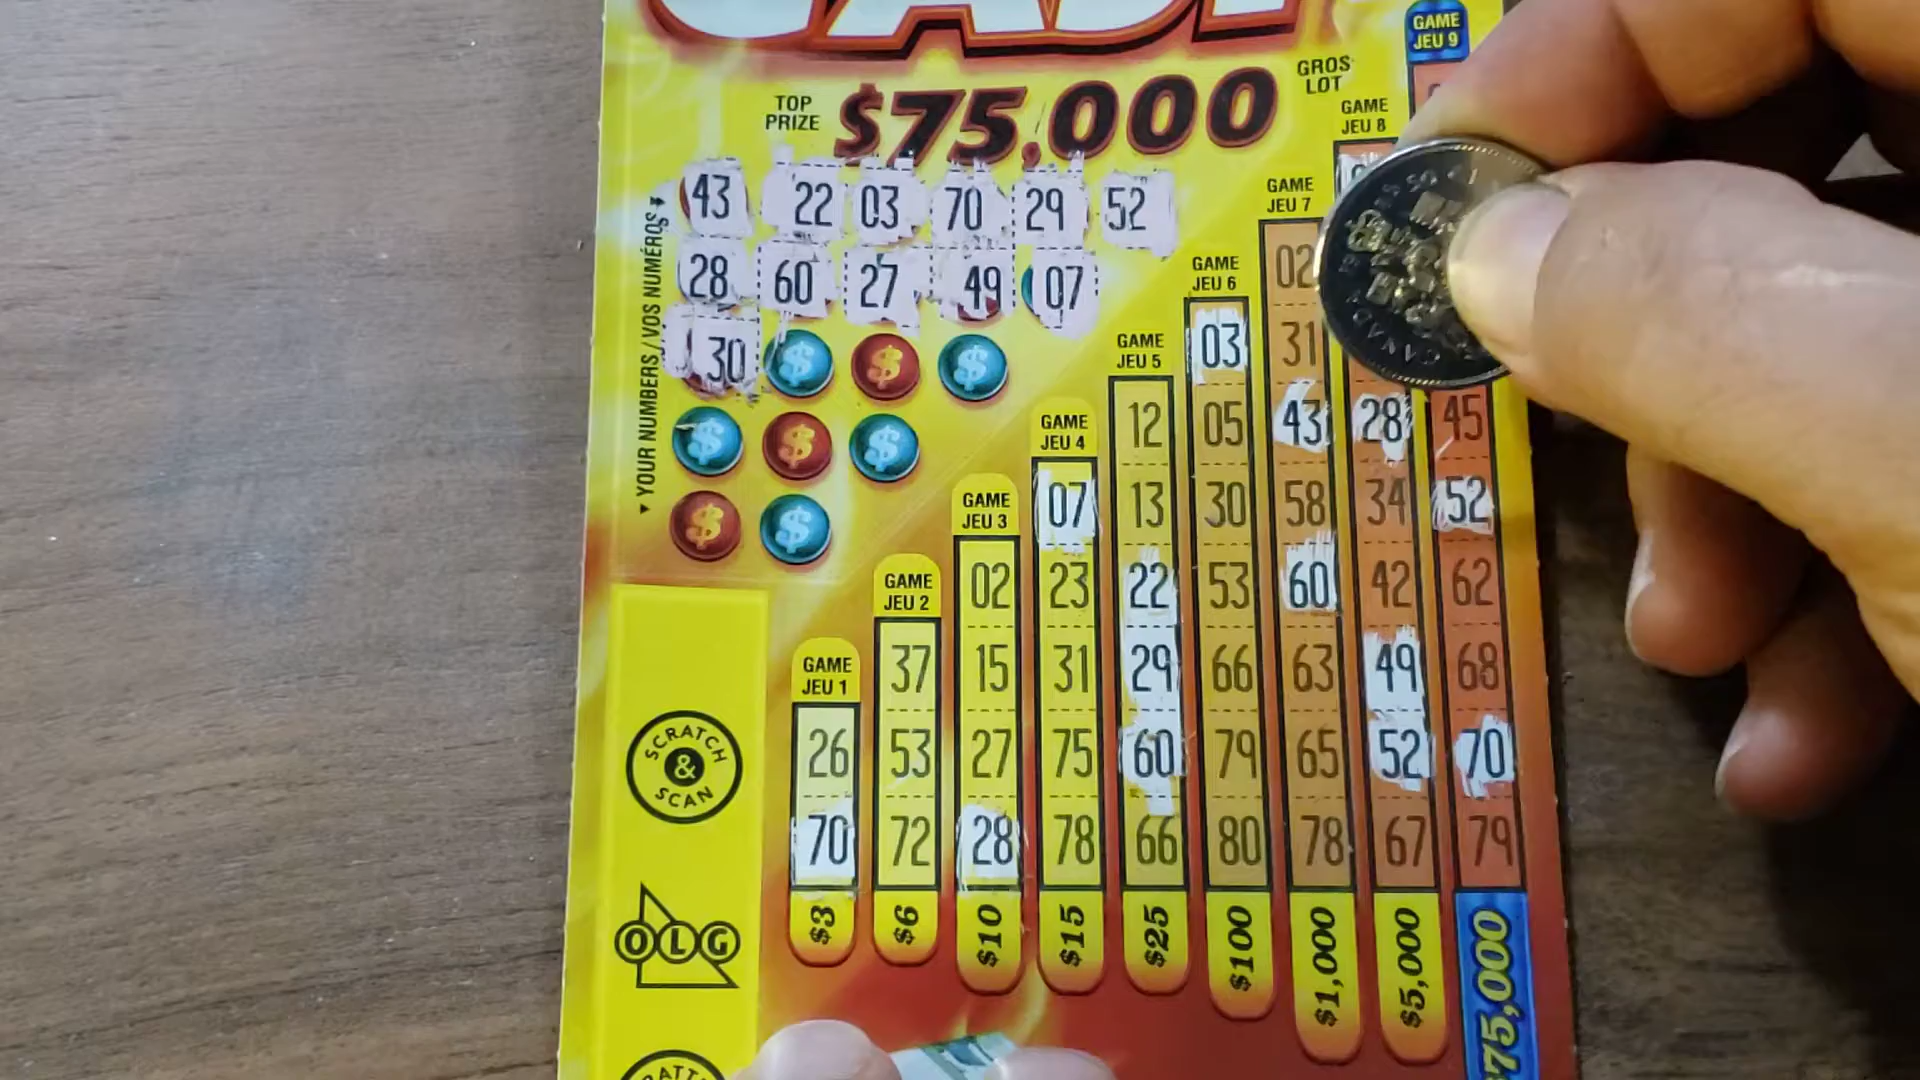 TOP
PRIZE
$75,000
GROS
LOT
YOUR NUMBERS/VOS NUMÉROS
43 22 03 70 29 52
28 60 27 49 07
30
GAME
JEU 1
26
70
$3
GAME
JEU 2
37
53
72
$6
GAME
JEU 3
02
15
27
28
$10
GAME
JEU 4
07
23
31
75
78
$15
GAME
JEU 5
12
13
22
29
60
66
$25
GAME
JEU 6
03
05
30
53
66
79
80
$100
GAME
JEU 7
02
31
43
58
60
63
65
78
$1,000
GAME
JEU 8
28
34
42
49
52
67
$5,000
GAME
JEU 9
45
52
62
68
70
79
75,000
SCRATCH
&
SCAN
OLG
CANADA